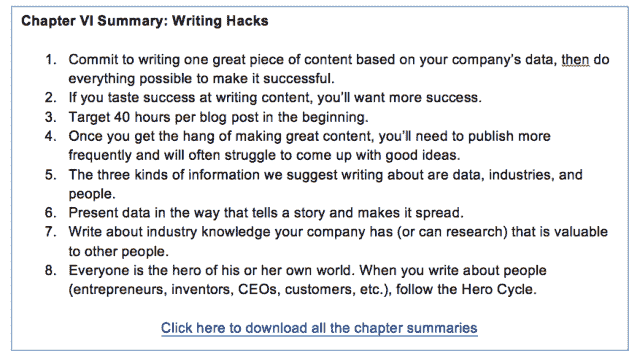 Chapter VI Summary: Writing Hacks
1. Commit to writing one great piece of content based on your company's data, then do
everything possible to make it successful.
2. If you taste success at writing content, you'll want more success.
3. Target 40 hours per blog post in the beginning.
4. Once you get the hang of making great content, you'll need to publish more
frequently and will often struggle to come up with good ideas.
5. The three kinds of information we suggest writing about are data, industries, and
people.
6. Present data in the way that tells a story and makes it spread.
7. Write about industry knowledge your company has (or can research) that is valuable
to other people.
8. Everyone is the hero of his or her own world. When you write about people
(entrepreneurs, inventors, CEOs, customers, etc.), follow the Hero Cycle.
Click here to download all the chapter summaries